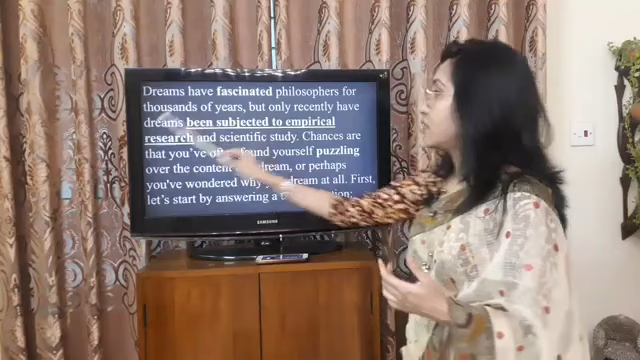 Dreams have fascinated philosophers for
thousands of years, but only recently have
dreams been subjected to empirical
research and scientific study. Chances are
that you've found yourself puzzling
over the content dream, or perhaps
you've wondered why dream at all. First,
let's start by answering a
SAMSUNG